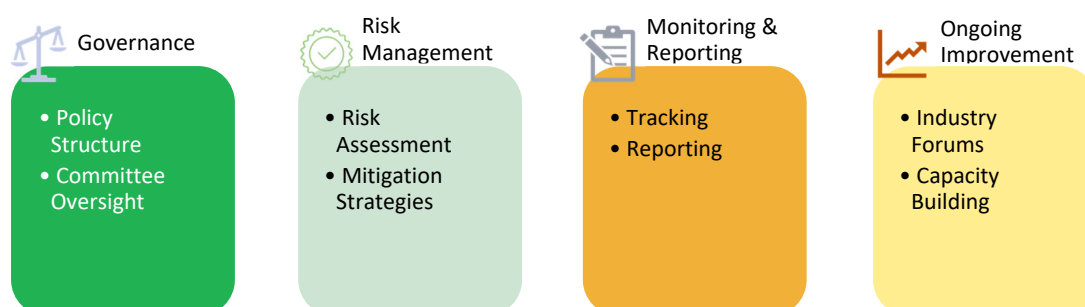 Governance
• Policy
Structure
• Committee
Oversight
Risk
Management
• Risk
Assessment
• Mitigation
Strategies
Monitoring &
Reporting
• Tracking
• Reporting
Ongoing
Improvement
• Industry
Forums
• Capacity
Building